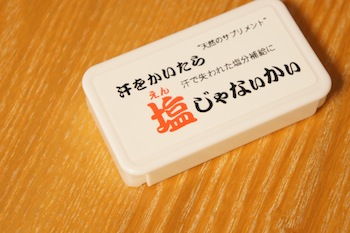 "天然のサプリメント"
汗をかいたら
汗で失われた塩分補給に
えん
塩じゃないかい